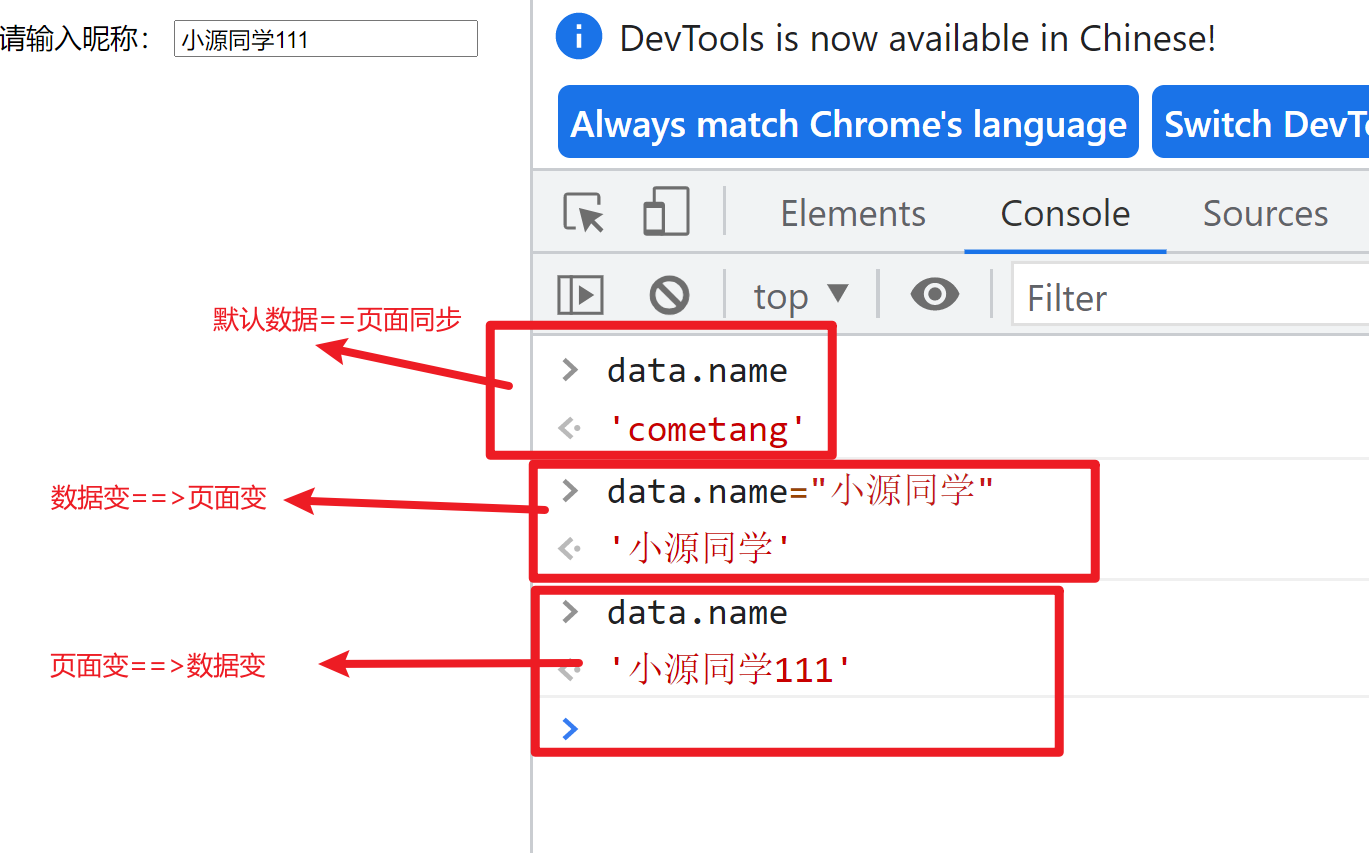 请输入昵称： 小源同学111
DevTools is now available in Chinese!
Always match Chrome's language Switch DevTo
Elements Console Sources
top Filter
默认数据==页面同步
data.name
'cometang'
数据变==>页面变
data.name="小源同学"
'小源同学'
data.name
页面变==>数据变
'小源同学111'